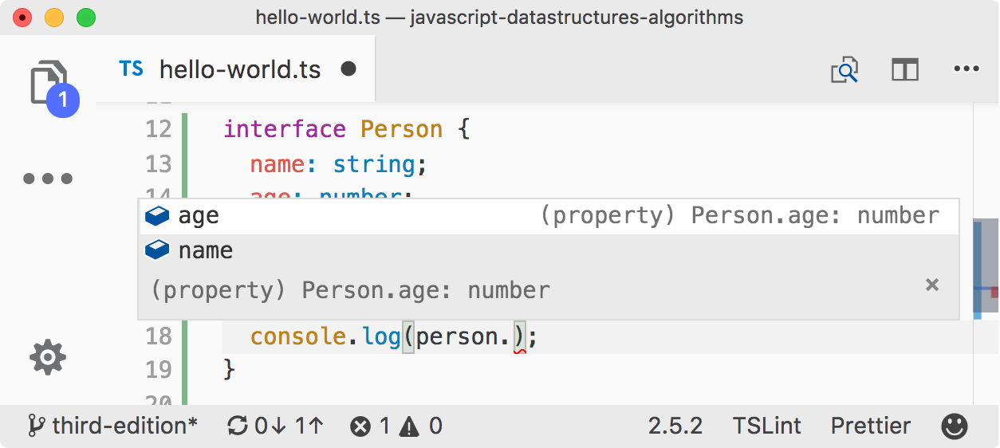 hello-world.ts — javascript-datastructures-algorithms
TS hello-world.ts
1
12 interface Person {
13 name: string;
14 age: number;
age (property) Person.age: number
name
(property) Person.age: number ×
18 console.log(person.);
19 }
20
third-edition* 0↓ 1↑ 1 0 2.5.2 TSLint Prettier